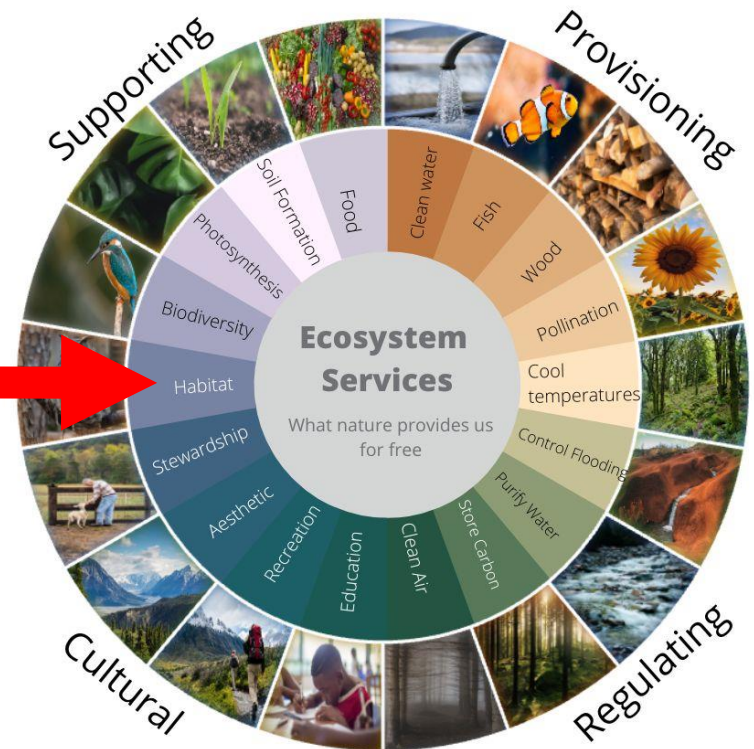 Supporting
Provisioning
Ecosystem
Services
What nature provides us
for free
Clean water
Fish
Wood
Pollination
Cool
temperatures
Control Flooding
Purify Water
Store Carbon
Clean Air
Education
Recreation
Aesthetic
Stewardship
Habitat
Biodiversity
Photosynthesis
Soil Formation
Food
Cultural
Regulating